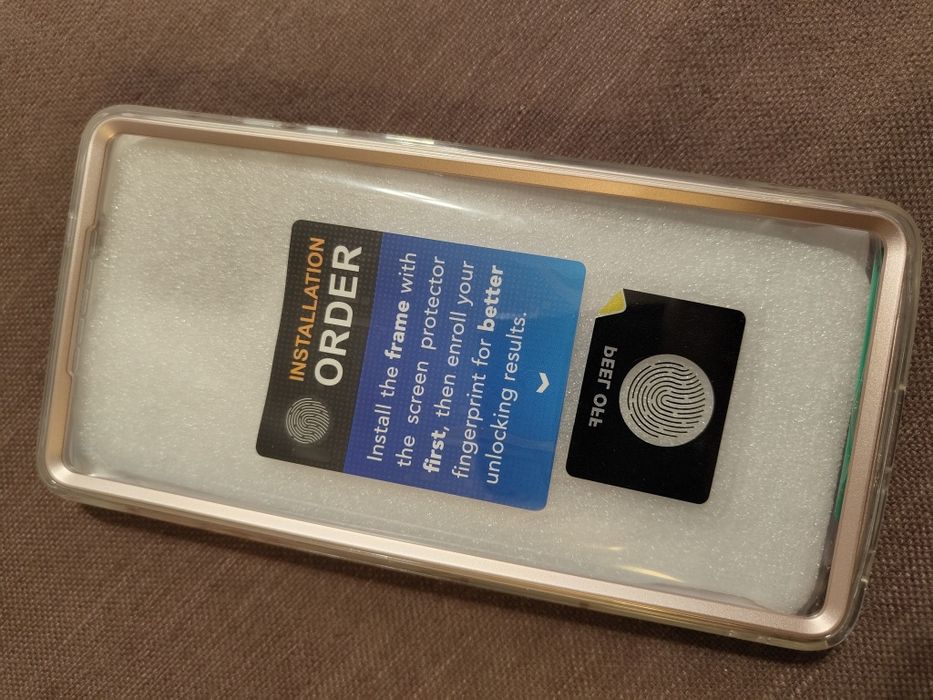 INSTALLATION
ORDER
Install the frame with
the screen protector
first, then enroll your
fingerprint for better
unlocking results.
PEEL OFF